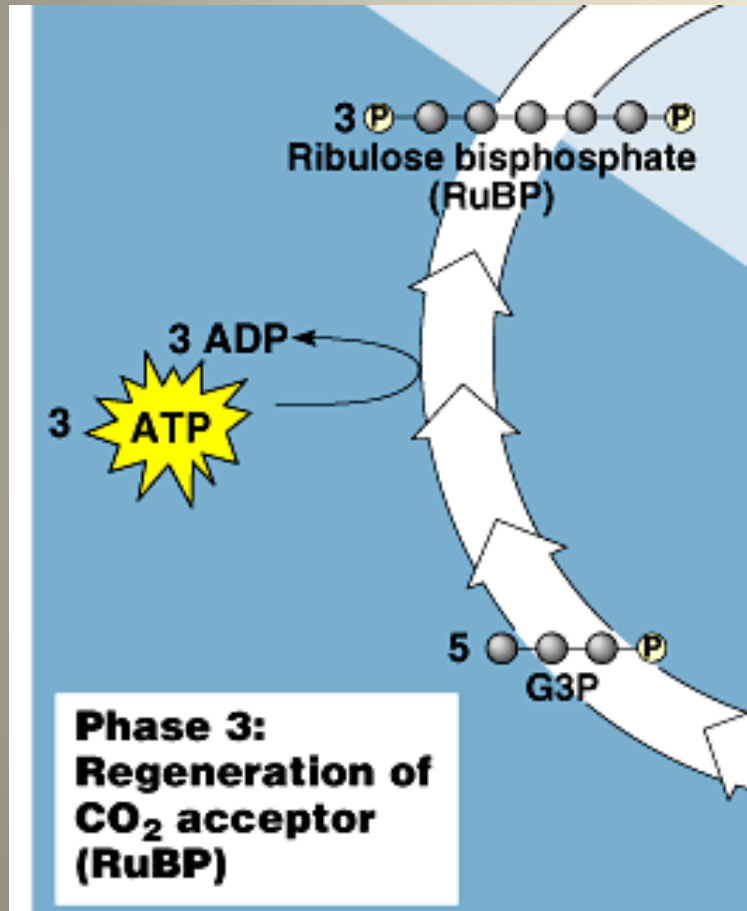 3 P P
Ribulose bisphosphate
(RuBP)
3 ADP
3 ATP
5 P
G3P
Phase 3:
Regeneration of
CO₂ acceptor
(RuBP)